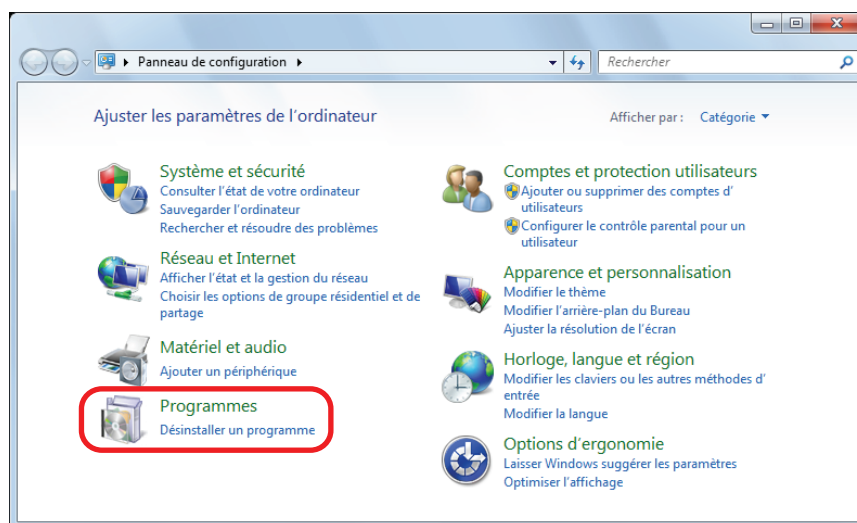 Panneau de configuration
Rechercher
Ajuster les paramètres de l'ordinateur
Afficher par : Catégorie
Système et sécurité
Consulter l'état de votre ordinateur
Sauvegarder l'ordinateur
Rechercher et résoudre des problèmes
Réseau et Internet
Afficher l'état et la gestion du réseau
Choisir les options de groupe résidentiel et de
partage
Matériel et audio
Ajouter un périphérique
Programmes
Désinstaller un programme
Comptes et protection utilisateurs
Ajouter ou supprimer des comptes d'
utilisateurs
Configurer le contrôle parental pour un
utilisateur
Apparence et personnalisation
Modifier le thème
Modifier l'arrière-plan du Bureau
Ajuster la résolution de l'écran
Horloge, langue et région
Modifier les claviers ou les autres méthodes d'
entrée
Modifier la langue
Options d'ergonomie
Laisser Windows suggérer les paramètres
Optimiser l'affichage